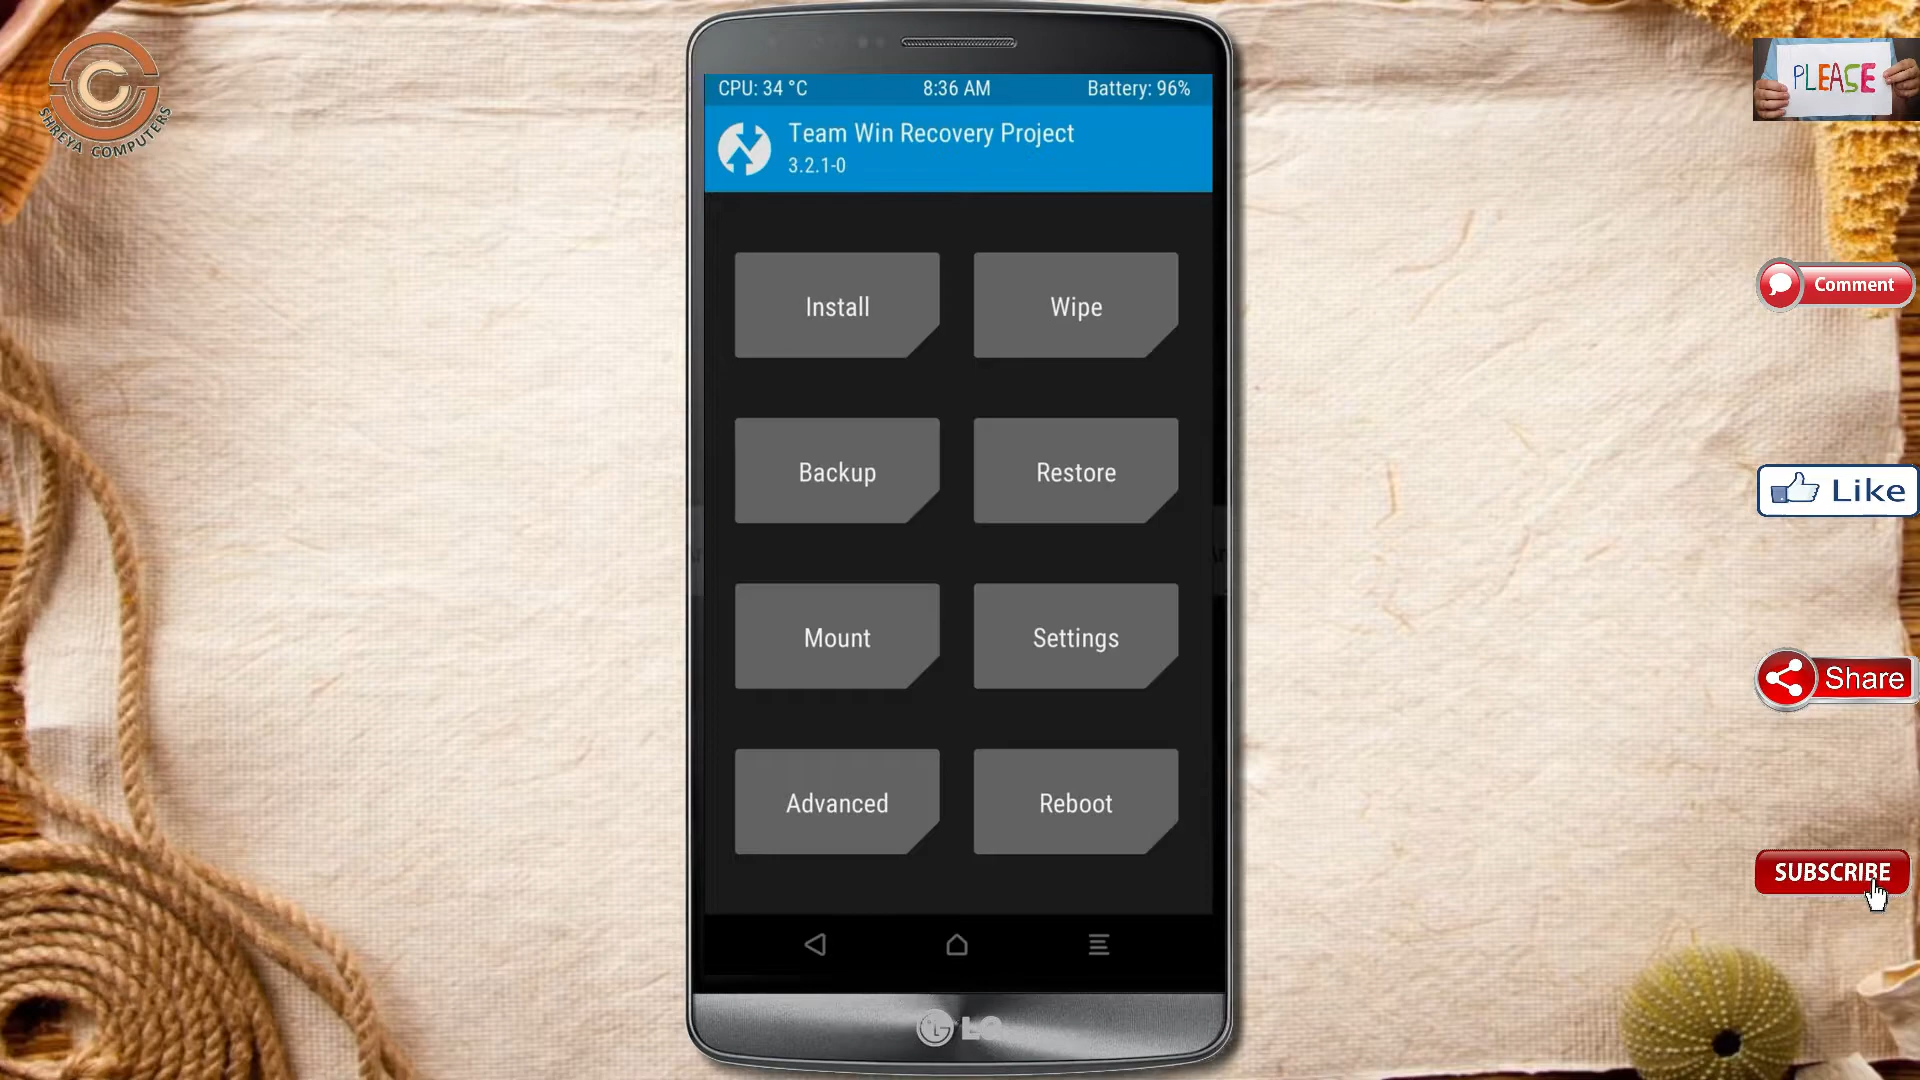 SHREYA COMPUTERS
CPU: 34 °C
8:36 AM
Battery: 96%
Team Win Recovery Project
3.2.1-0
Install
Wipe
Backup
Restore
Mount
Settings
Advanced
Reboot
LG
PLEASE
Comment
Like
Share
SUBSCRIBE